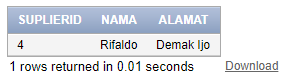 SUPLIERID NAMA ALAMAT
4 Rifaldo Demak Ijo
1 rows returned in 0.01 seconds Download